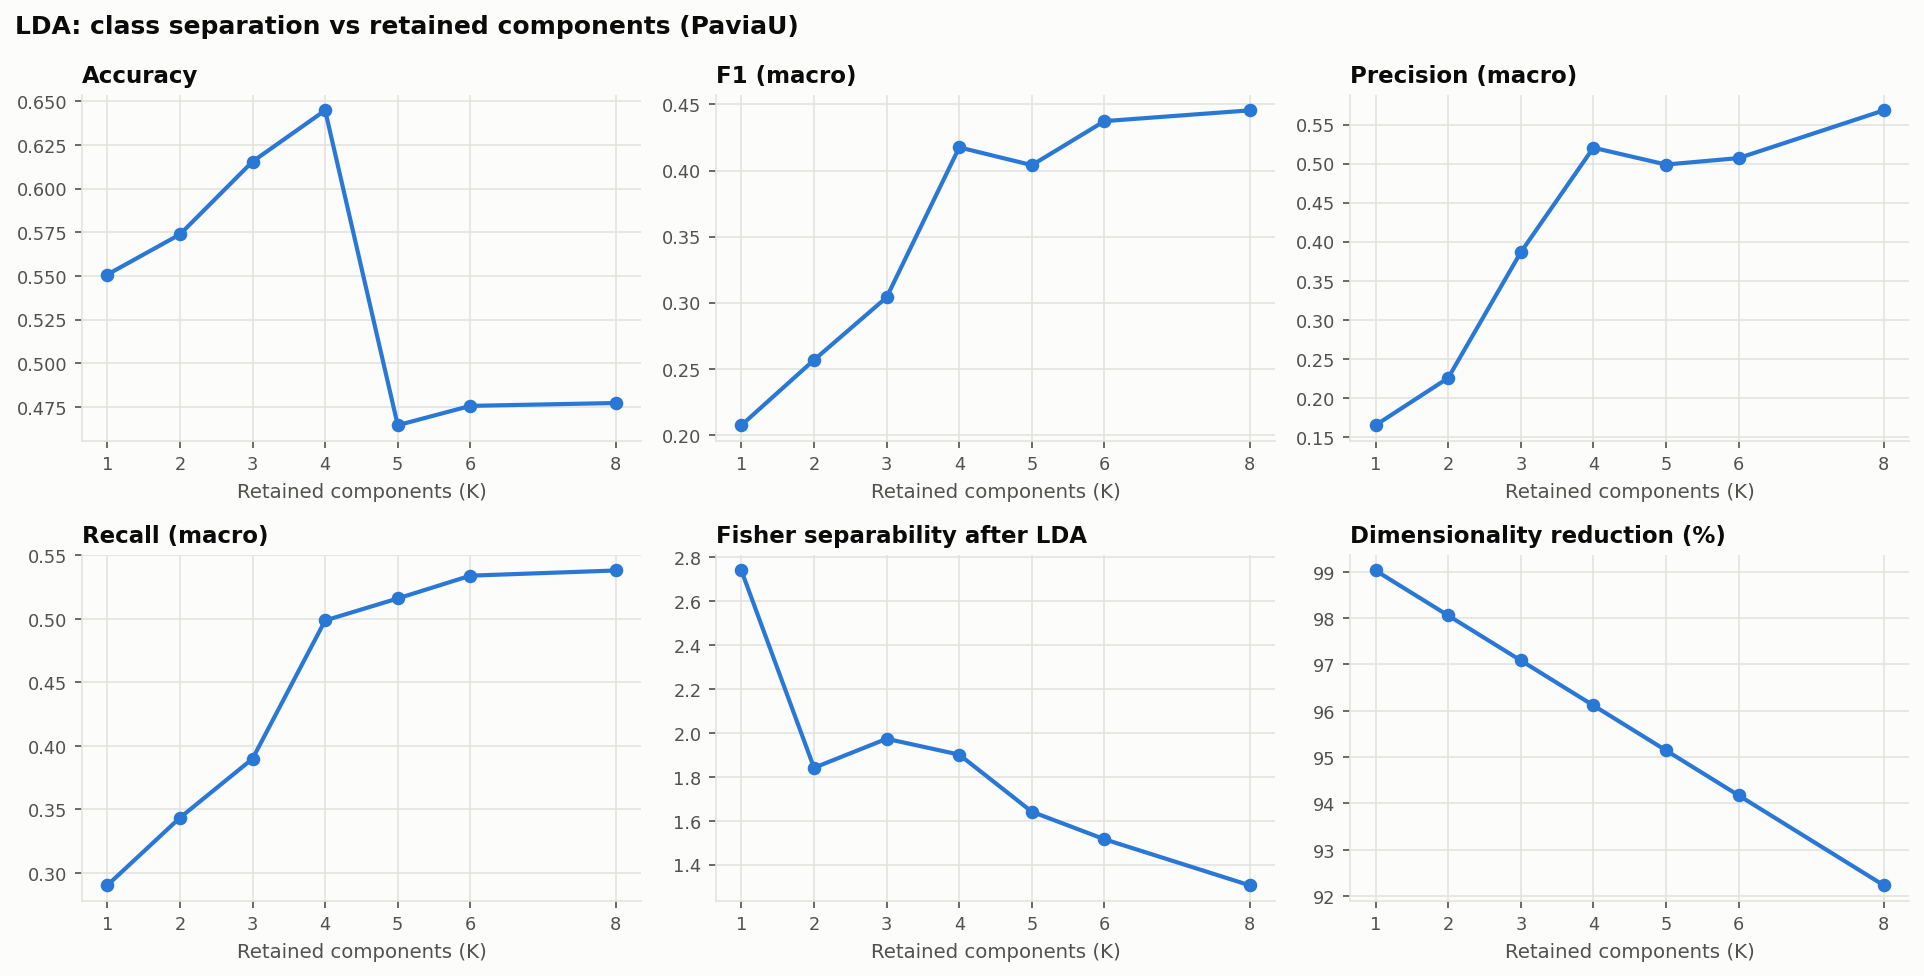 LDA: class separation vs retained components (PaviaU)
Accuracy
0.650
0.625
0.600
0.575
0.550
0.525
0.500
0.475
1 2 3 4 5 6 8
Retained components (K)
F1 (macro)
0.45
0.40
0.35
0.30
0.25
0.20
1 2 3 4 5 6 8
Retained components (K)
Precision (macro)
0.55
0.50
0.45
0.40
0.35
0.30
0.25
0.20
0.15
1 2 3 4 5 6 8
Retained components (K)
Recall (macro)
0.55
0.50
0.45
0.40
0.35
0.30
1 2 3 4 5 6 8
Retained components (K)
Fisher separability after LDA
2.8
2.6
2.4
2.2
2.0
1.8
1.6
1.4
1 2 3 4 5 6 8
Retained components (K)
Dimensionality reduction (%)
99
98
97
96
95
94
93
92
1 2 3 4 5 6 8
Retained components (K)